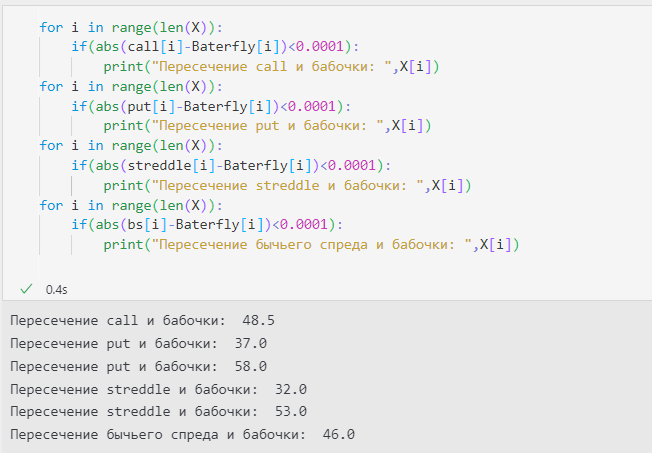 for i in range(len(X)):
    if(abs(call[i]-Baterfly[i])<0.0001):
        print("Пересечение call и бабочки: ",X[i])
for i in range(len(X)):
    if(abs(put[i]-Baterfly[i])<0.0001):
        print("Пересечение put и бабочки: ",X[i])
for i in range(len(X)):
    if(abs(streddle[i]-Baterfly[i])<0.0001):
        print("Пересечение streddle и бабочки: ",X[i])
for i in range(len(X)):
    if(abs(bs[i]-Baterfly[i])<0.0001):
        print("Пересечение бычьего спреда и бабочки: ",X[i])
0.4s
Пересечение call и бабочки:  48.5
Пересечение put и бабочки:  37.0
Пересечение put и бабочки:  58.0
Пересечение streddle и бабочки:  32.0
Пересечение streddle и бабочки:  53.0
Пересечение бычьего спреда и бабочки:  46.0